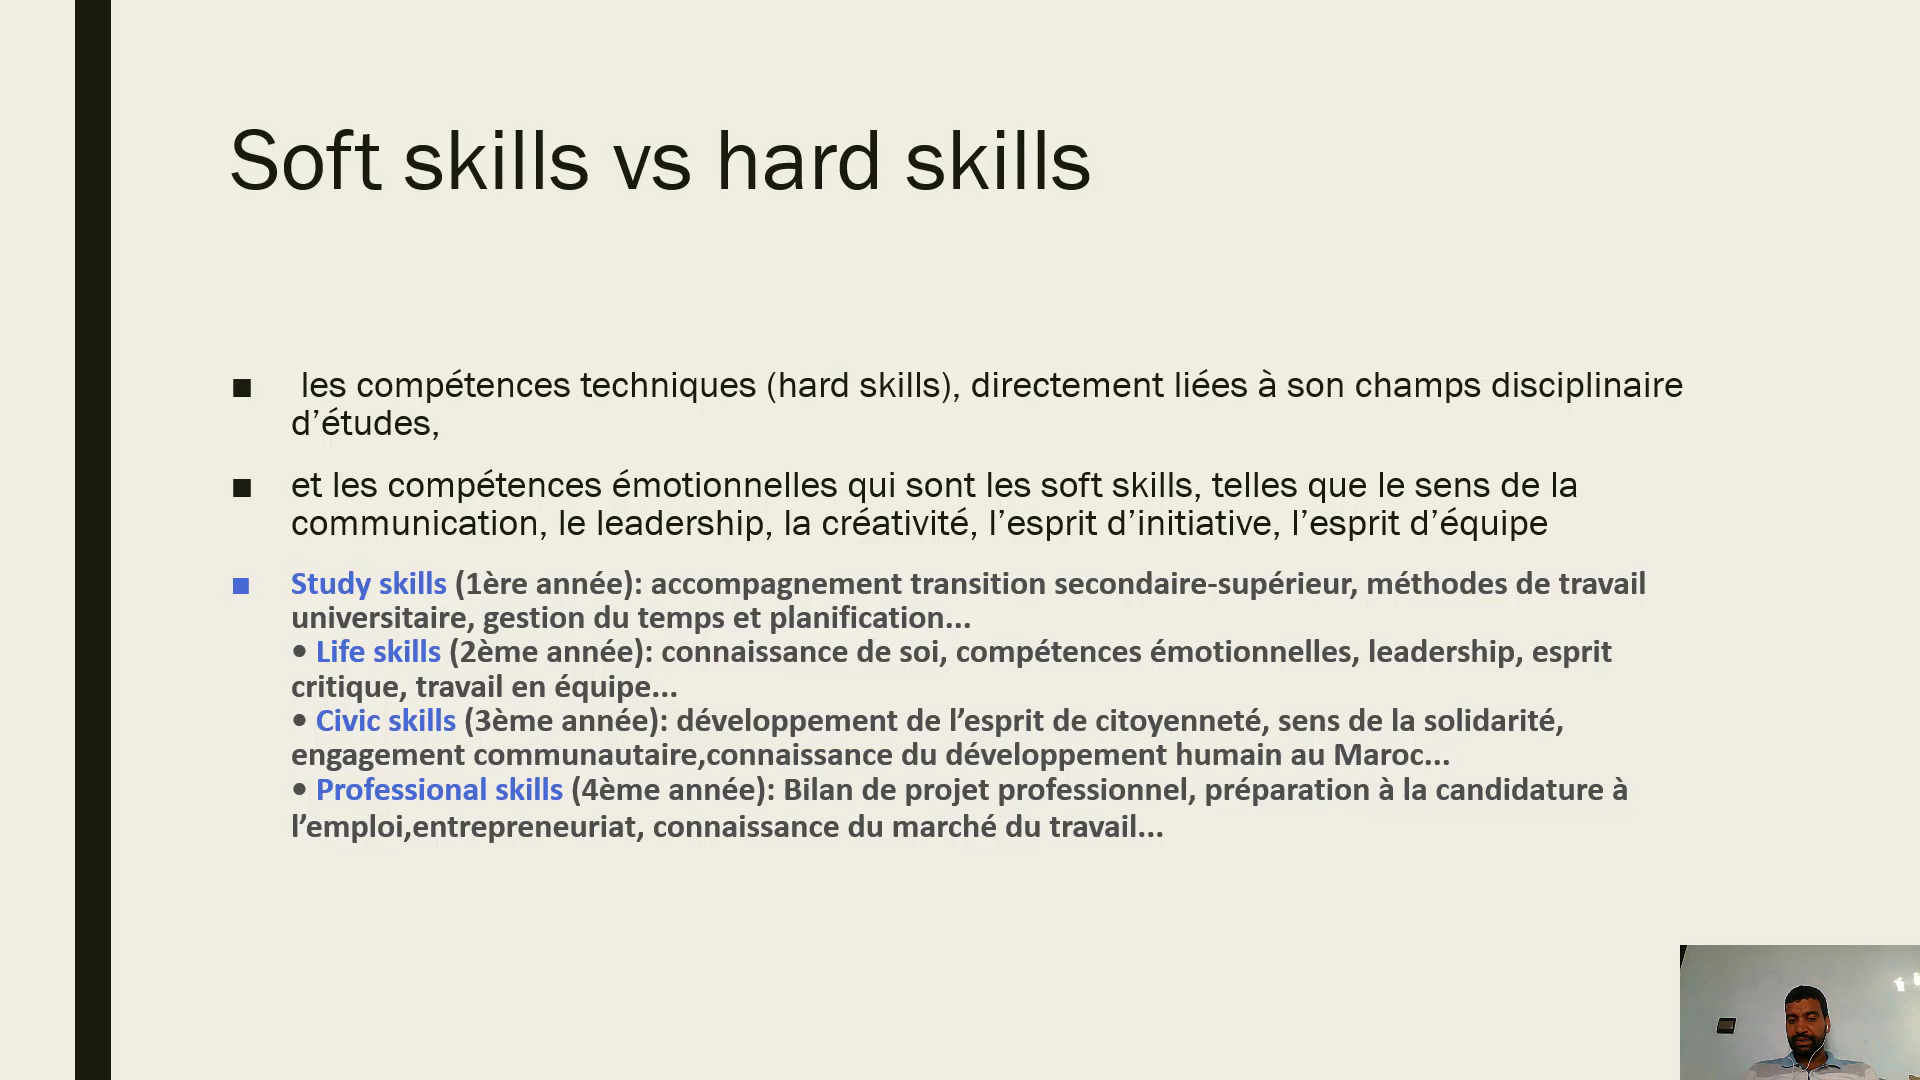 Soft skills vs hard skills
■ les compétences techniques (hard skills), directement liées à son champs disciplinaire
d’études,
■ et les compétences émotionnelles qui sont les soft skills, telles que le sens de la
communication, le leadership, la créativité, l’esprit d’initiative, l’esprit d’équipe
■ Study skills (1ère année): accompagnement transition secondaire-supérieur, méthodes de travail
universitaire, gestion du temps et planification...
• Life skills (2ème année): connaissance de soi, compétences émotionnelles, leadership, esprit
critique, travail en équipe...
• Civic skills (3ème année): développement de l’esprit de citoyenneté, sens de la solidarité,
engagement communautaire,connaissance du développement humain au Maroc...
• Professional skills (4ème année): Bilan de projet professionnel, préparation à la candidature à
l’emploi,entrepreneuriat, connaissance du marché du travail...